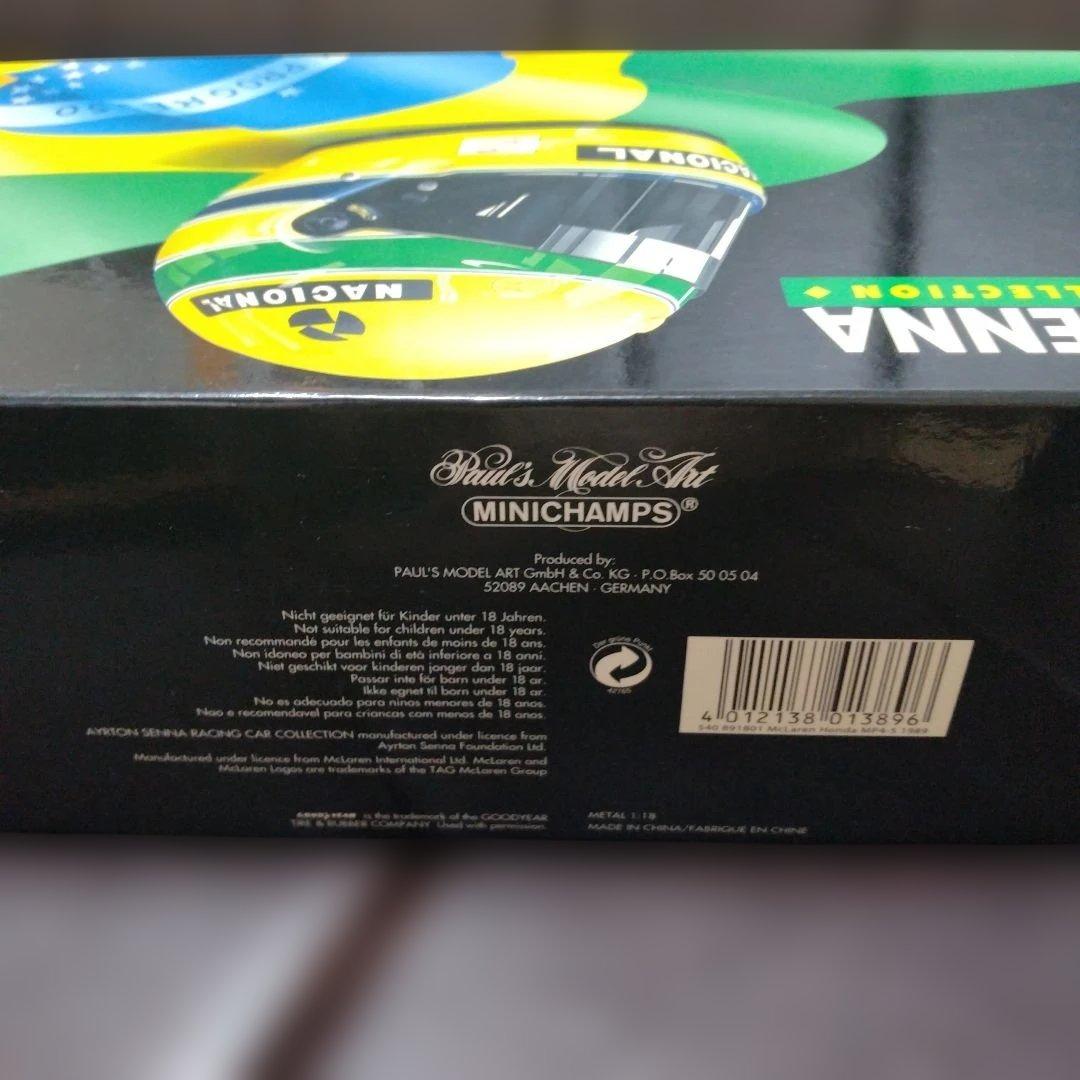 PROGRE
NACIONAL
NACIONAL
LLECTION
ENNA
Paul's Model Art
MINICHAMPS®
Produced by:
PAUL'S MODEL ART GmbH & Co. KG · P.O.Box 50 05 04
52089 AACHEN · GERMANY
Nicht geeignet für Kinder unter 18 Jahren.
Not suitable for children under 18 years.
Non recommandé pour les enfants de moins de 18 ans.
Non idoneo per bambini di età inferiore a 18 anni.
Niet geschikt voor kinderen jonger dan 18 jaar.
Passar inte för barn under 18 ar.
Ikke egnet til born under 18 ar.
No es adecuado para ninos menores de 18 anos.
Nao e recomendavel para criancas com menos de 18 anos.
AYRTON SENNA RACING CAR COLLECTION manufactured under licence from
Ayrton Senna Foundation Ltd.
Manufactured under licence from McLaren International Ltd. McLaren and
McLaren Logos are trademarks of the TAG McLaren Group
is the trademark of the GOODYEAR
TIRE & RUBBER COMPANY Used with permission.
Der grüne Punkt
42765
4 012138 013896
540 891801 McLaren Honda MP4-5 1989
METAL 1:18
MADE IN CHINA/FABRIQUE EN CHINE